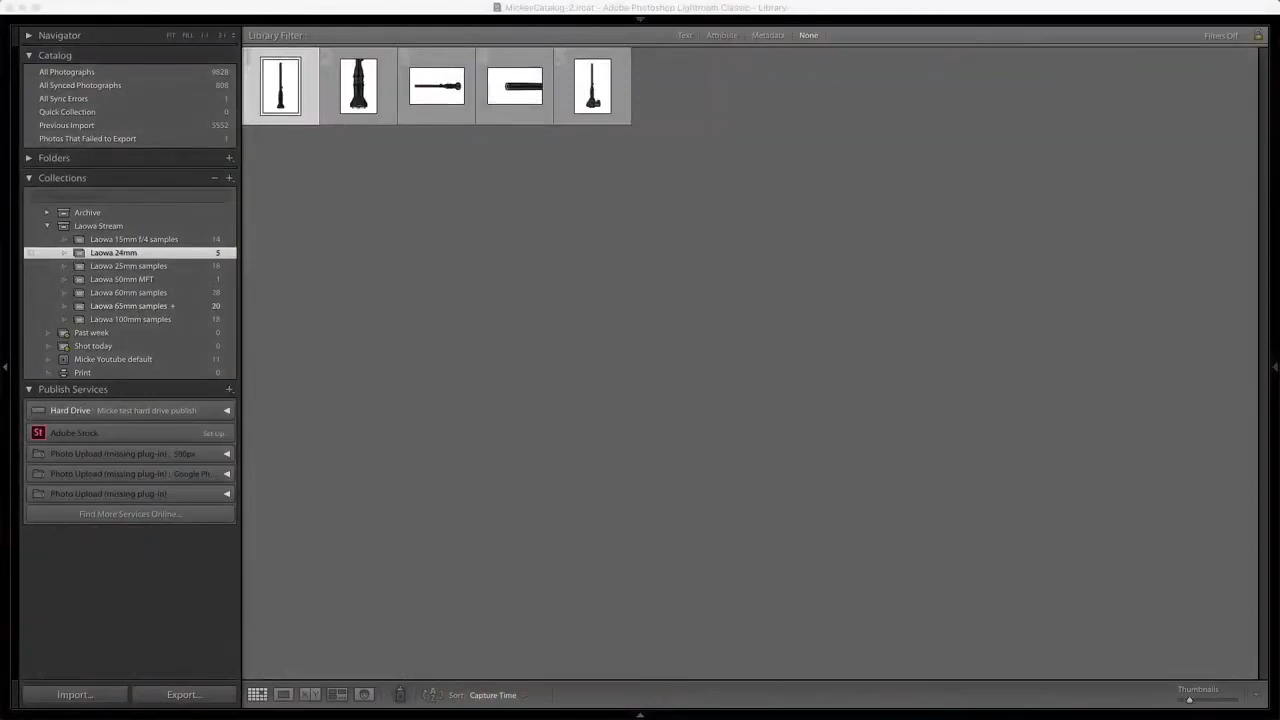 MickeyCatalog-2.lrcat - Adobe Photoshop Lightroom Classic - Library
Navigator FIT FILL 1:1
Catalog
All Photographs 9828
All Synced Photographs 808
All Sync Errors 1
Quick Collection 0
Previous Import 5552
Photos That Failed to Export 1
Folders +
Collections − +
Archive
Laowa Stream
Laowa 15mm f/4 samples 14
Laowa 24mm 5
Laowa 25mm samples 18
Laowa 50mm MFT 1
Laowa 60mm samples 28
Laowa 65mm samples + 20
Laowa 100mm samples 18
Past week 0
Shot today 0
Micke Youtube default 11
Print 0
Publish Services +
Hard Drive : Micke test hard drive publish
St Adobe Stock Set Up
Photo Upload (missing plug-in) : 500px
Photo Upload (missing plug-in) : Google Ph...
Photo Upload (missing plug-in)
Find More Services Online...
Import... Export...
Library Filter: Text Attribute Metadata None Filters Off
Sort: Capture Time
Thumbnails